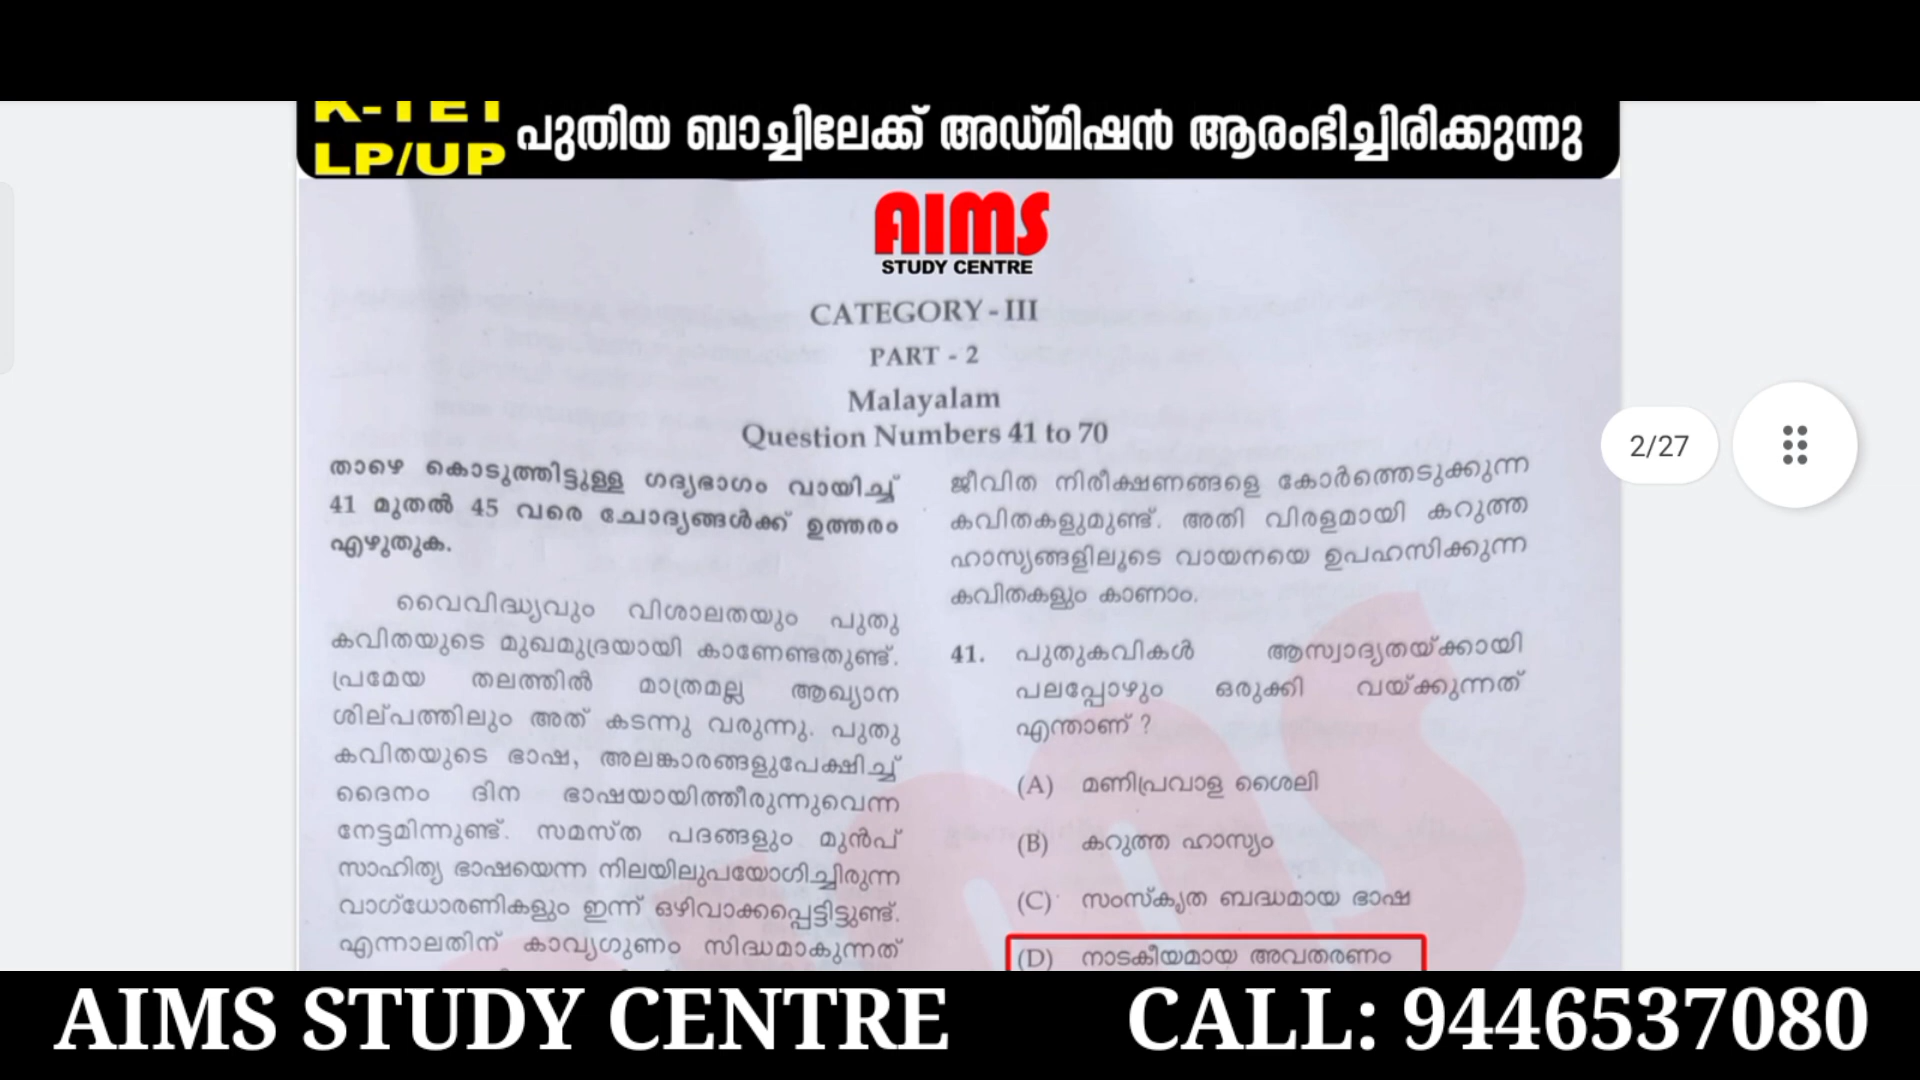 K-TET
LP/UP
പുതിയ ബാച്ചിലേക്ക് അഡ്മിഷൻ ആരംഭിച്ചിരിക്കുന്നു
AIMS
STUDY CENTRE
CATEGORY - III
PART - 2
Malayalam
Question Numbers 41 to 70
താഴെ കൊടുത്തിട്ടുള്ള ഗദ്യഭാഗം വായിച്ച്
41 മുതൽ 45 വരെ ചോദ്യങ്ങൾക്ക് ഉത്തരം
എഴുതുക.
വൈവിദ്ധ്യവും വിശാലതയും പുതു
കവിതയുടെ മുഖമുദ്രയായി കാണേണ്ടതുണ്ട്.
പ്രമേയ തലത്തിൽ മാത്രമല്ല ആഖ്യാന
ശില്പത്തിലും അത് കടന്നു വരുന്നു. പുതു
കവിതയുടെ ഭാഷ, അലങ്കാരങ്ങളുപേക്ഷിച്ച്
ദൈനം ദിന ഭാഷയായിത്തീരുന്നുവെന്ന
നേട്ടമിന്നുണ്ട്. സമസ്ത പദങ്ങളും മുൻപ്
സാഹിത്യ ഭാഷയെന്ന നിലയിലുപയോഗിച്ചിരുന്ന
വാഗ്ധോരണികളും ഇന്ന് ഒഴിവാക്കപ്പെട്ടിട്ടുണ്ട്.
എന്നാലതിന് കാവ്യഗുണം സിദ്ധമാകുന്നത്
ജീവിത നിരീക്ഷണങ്ങളെ കോർത്തെടുക്കുന്ന
കവിതകളുമുണ്ട്. അതി വിരളമായി കറുത്ത
ഹാസ്യങ്ങളിലൂടെ വായനയെ ഉപഹസിക്കുന്ന
കവിതകളും കാണാം.
41. പുതുകവികൾ ആസ്വാദ്യതയ്ക്കായി
പലപ്പോഴും ഒരുക്കി വയ്ക്കുന്നത്
എന്താണ് ?
(A) മണിപ്രവാള ശൈലി
(B) കറുത്ത ഹാസ്യം
(C) സംസ്കൃത ബദ്ധമായ ഭാഷ
(D) നാടകീയമായ അവതരണം
2/27
AIMS STUDY CENTRE CALL: 9446537080